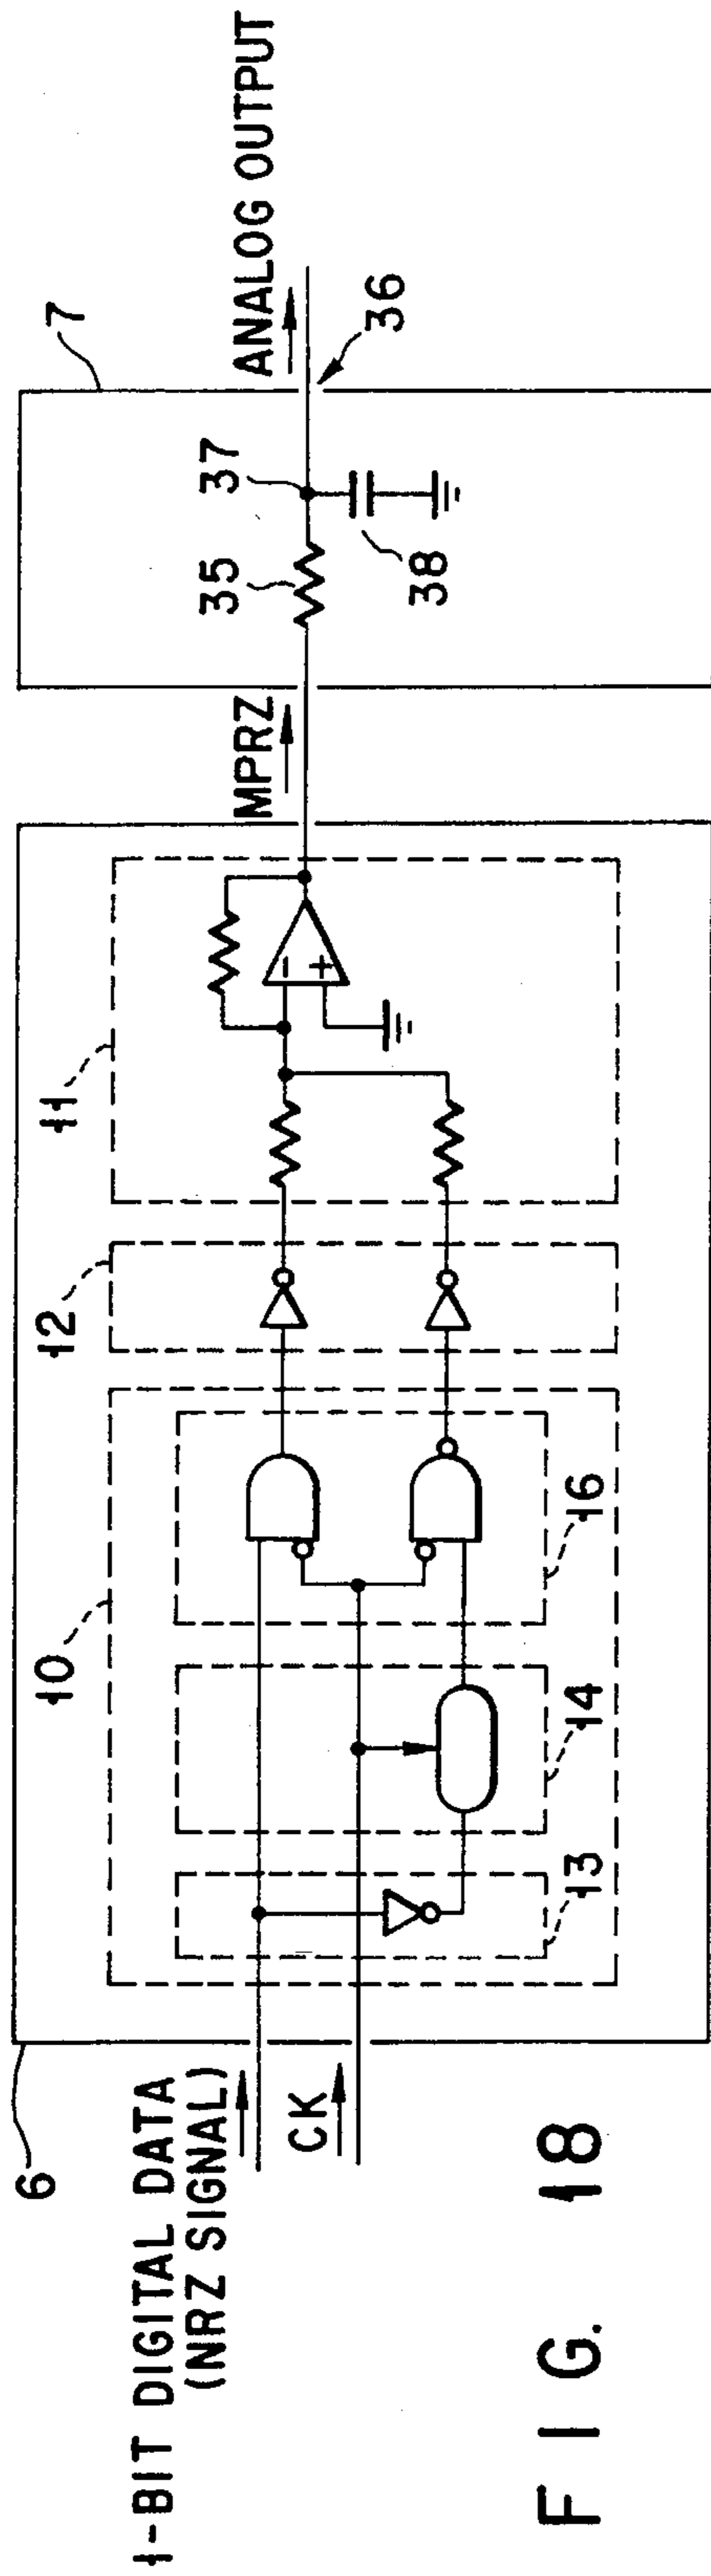 6
1-BIT DIGITAL DATA
(NRZ SIGNAL)
CK
10
12
11
MPRZ
7
ANALOG OUTPUT
13
14
16
−
+
35
37
38
36
FIG. 18